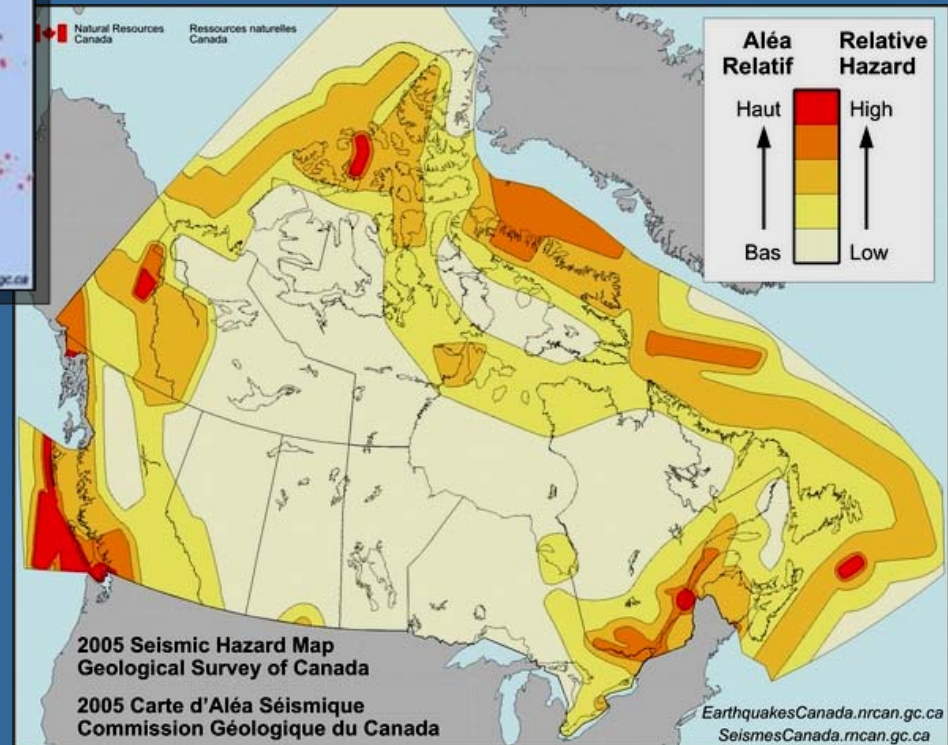 Natural Resources
Canada
Ressources naturelles
Canada
Aléa
Relatif
Relative
Hazard
Haut
High
Bas
Low
gc.ca
2005 Seismic Hazard Map
Geological Survey of Canada
2005 Carte d'Aléa Séismique
Commission Géologique du Canada
EarthquakesCanada.nrcan.gc.ca
SeismesCanada.rncan.gc.ca